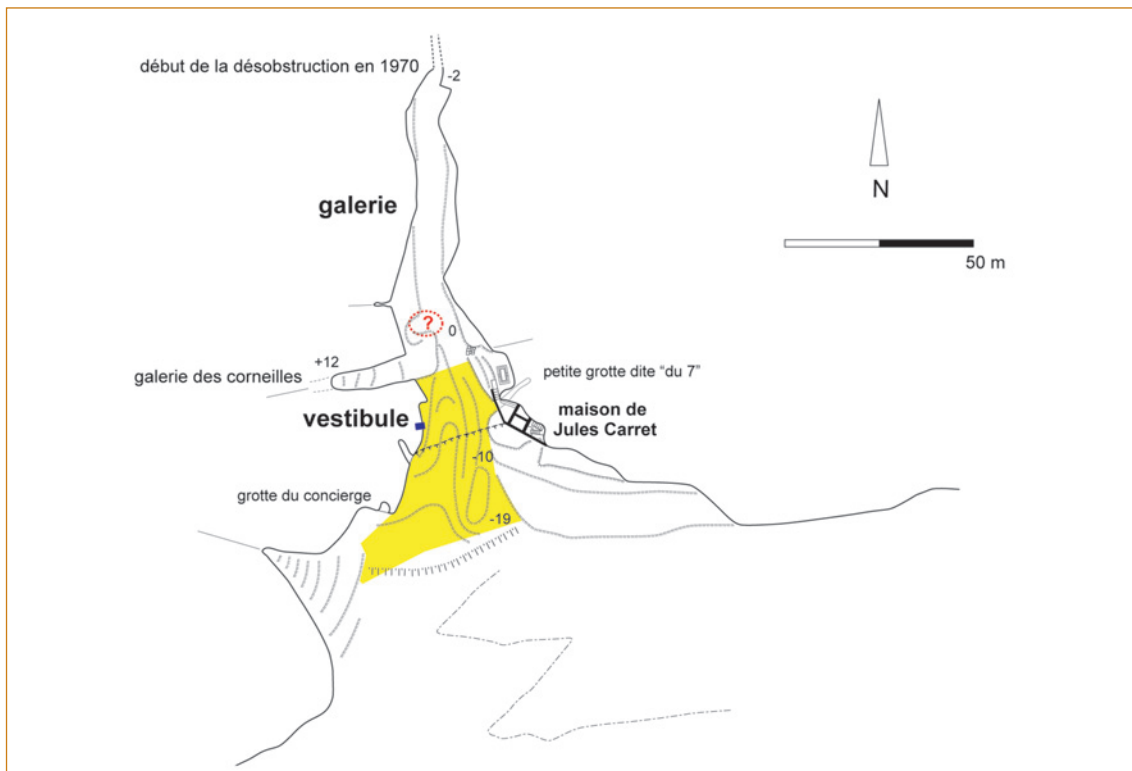 début de la désobstruction en 1970
-2
N
50 m
galerie
?
0
+12
galerie des corneilles
petite grotte dite “du 7”
vestibule
maison de
Jules Carret
-10
grotte du concierge
-19